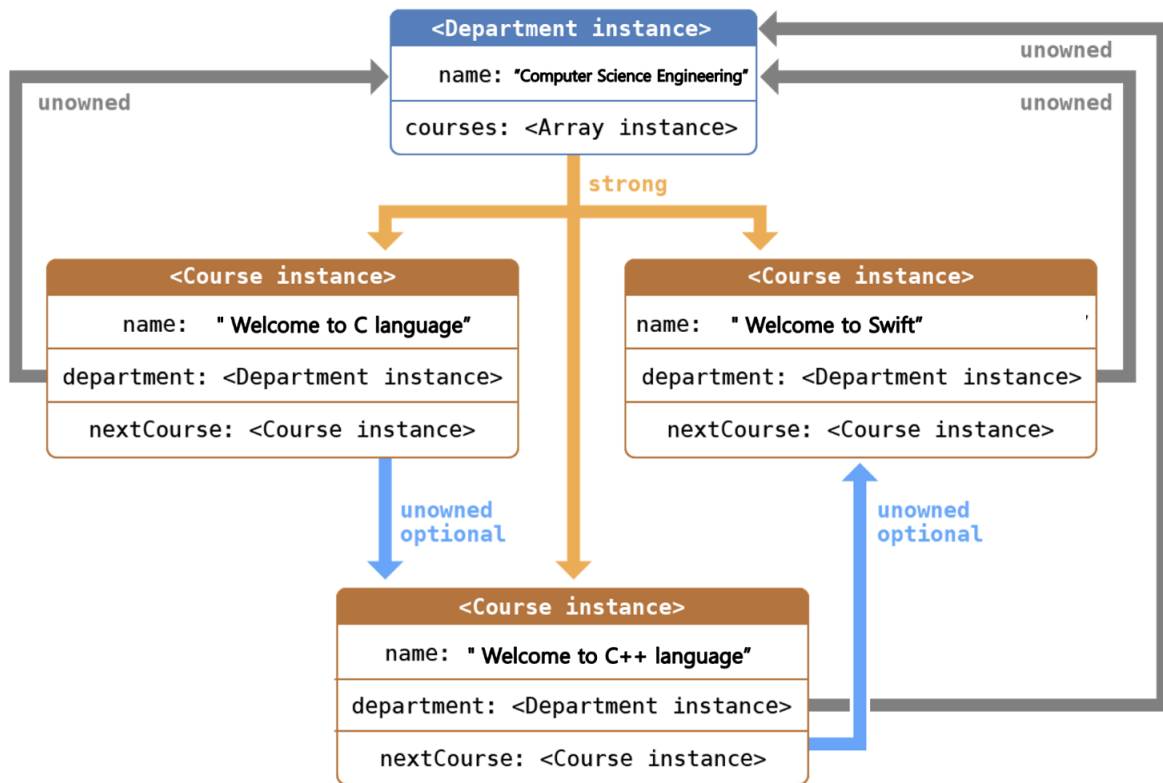 <Department instance>
name: "Computer Science Engineering"
courses: <Array instance>
unowned
unowned
unowned
strong
<Course instance>
name: " Welcome to C language"
department: <Department instance>
nextCourse: <Course instance>
<Course instance>
name: " Welcome to Swift"
department: <Department instance>
nextCourse: <Course instance>
unowned
optional
unowned
optional
<Course instance>
name: " Welcome to C++ language"
department: <Department instance>
nextCourse: <Course instance>